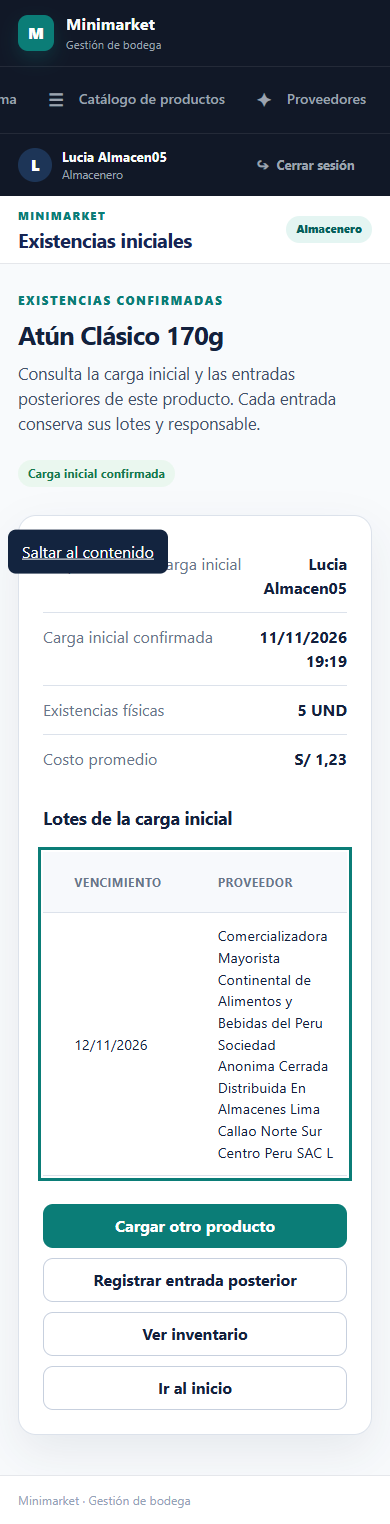 M
Minimarket
Gestión de bodega
ma
Catálogo de productos
Proveedores
L
Lucia Almacen05
Almacenero
Cerrar sesión
MINIMARKET
Existencias iniciales
Almacenero
EXISTENCIAS CONFIRMADAS
Atún Clásico 170g
Consulta la carga inicial y las entradas
posteriores de este producto. Cada entrada
conserva sus lotes y responsable.
Carga inicial confirmada
Saltar al contenido
arga inicial
Lucia
Almacen05
Carga inicial confirmada
11/11/2026
19:19
Existencias físicas
5 UND
Costo promedio
S/ 1,23
Lotes de la carga inicial
VENCIMIENTO
PROVEEDOR
12/11/2026
Comercializadora
Mayorista
Continental de
Alimentos y
Bebidas del Peru
Sociedad
Anonima Cerrada
Distribuida En
Almacenes Lima
Callao Norte Sur
Centro Peru SAC L
Cargar otro producto
Registrar entrada posterior
Ver inventario
Ir al inicio
Minimarket · Gestión de bodega